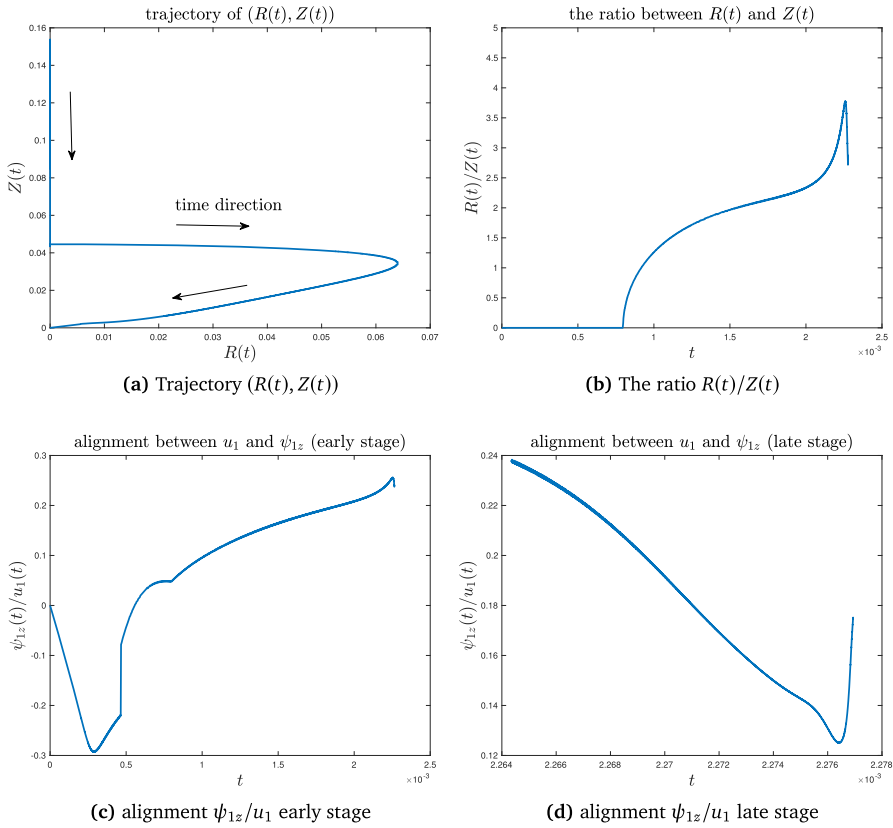 trajectory of (R(t), Z(t))
0.16
0.14
0.12
0.1
0.08
0.06
0.04
0.02
0
Z(t)
time direction
0 0.01 0.02 0.03 0.04 0.05 0.06 0.07
R(t)
(a) Trajectory (R(t), Z(t))
the ratio between R(t) and Z(t)
5
4.5
4
3.5
3
2.5
2
1.5
1
0.5
0
R(t)/Z(t)
0 0.5 1 1.5 2 2.5
t
×10⁻³
(b) The ratio R(t)/Z(t)
alignment between u₁ and ψ₁z (early stage)
0.3
0.2
0.1
0
-0.1
-0.2
-0.3
ψ₁z(t)/u₁(t)
0 0.5 1 1.5 2 2.5
t
×10⁻³
(c) alignment ψ₁z/u₁ early stage
alignment between u₁ and ψ₁z (late stage)
0.24
0.22
0.2
0.18
0.16
0.14
0.12
ψ₁z(t)/u₁(t)
2.264 2.266 2.268 2.27 2.272 2.274 2.276 2.278
t
×10⁻³
(d) alignment ψ₁z/u₁ late stage